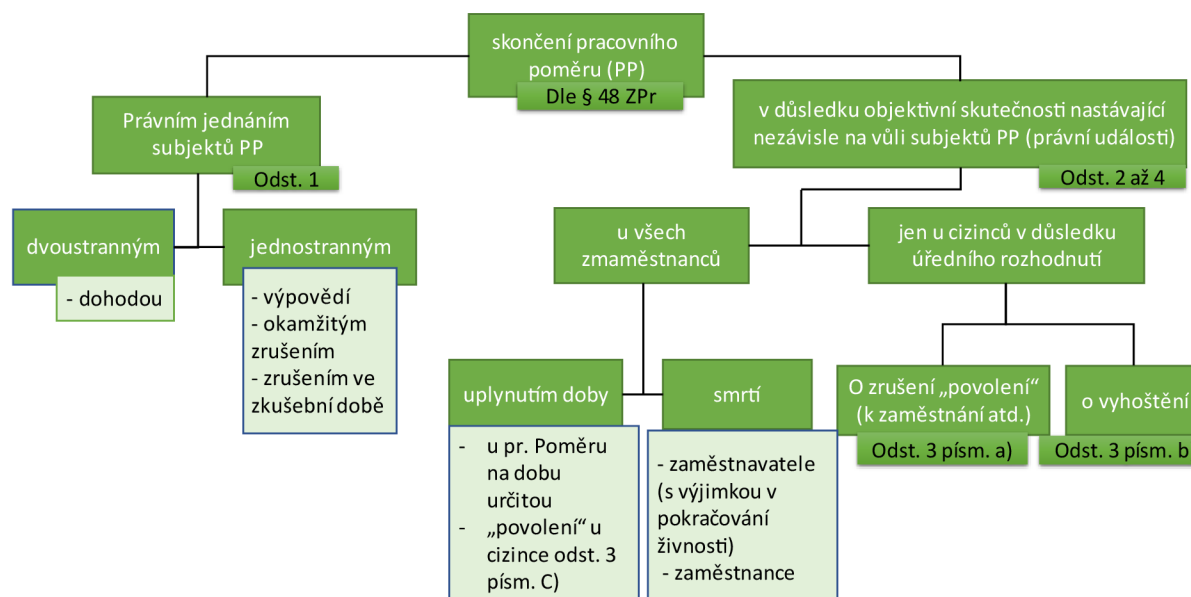 skončení pracovního
poměru (PP)
Dle § 48 ZPr
Právním jednáním
subjektů PP
Odst. 1
v důsledku objektivní skutečnosti nastávající
nezávisle na vůli subjektů PP (právní události)
Odst. 2 až 4
dvoustranným
- dohodou
jednostranným
- výpovědí
- okamžitým
zrušením
- zrušením ve
zkušební době
u všech
zmaměstnanců
jen u cizinců v důsledku
úředního rozhodnutí
uplynutím doby
- u pr. Poměru
na dobu
určitou
- „povolení“ u
cizince odst. 3
písm. C)
smrtí
- zaměstnavatele
(s výjimkou v
pokračování
živnosti)
- zaměstnance
O zrušení „povolení“
(k zaměstnání atd.)
Odst. 3 písm. a)
o vyhoštění
Odst. 3 písm. b